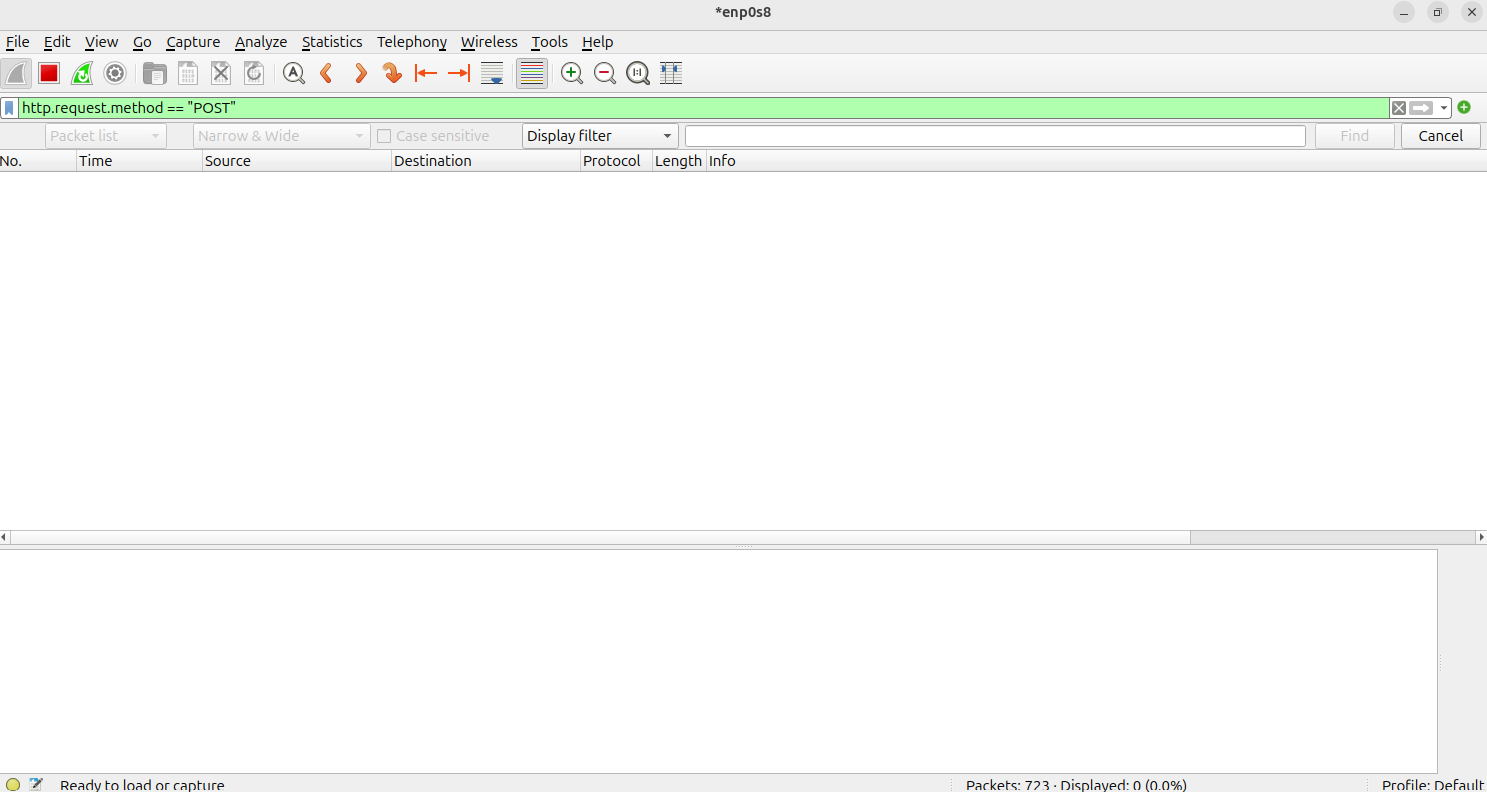 *enp0s8
File Edit View Go Capture Analyze Statistics Telephony Wireless Tools Help
http.request.method == "POST"
Packet list Narrow & Wide Case sensitive Display filter Find Cancel
No. Time Source Destination Protocol Length Info
Ready to load or capture Packets: 723 · Displayed: 0 (0.0%) Profile: Default